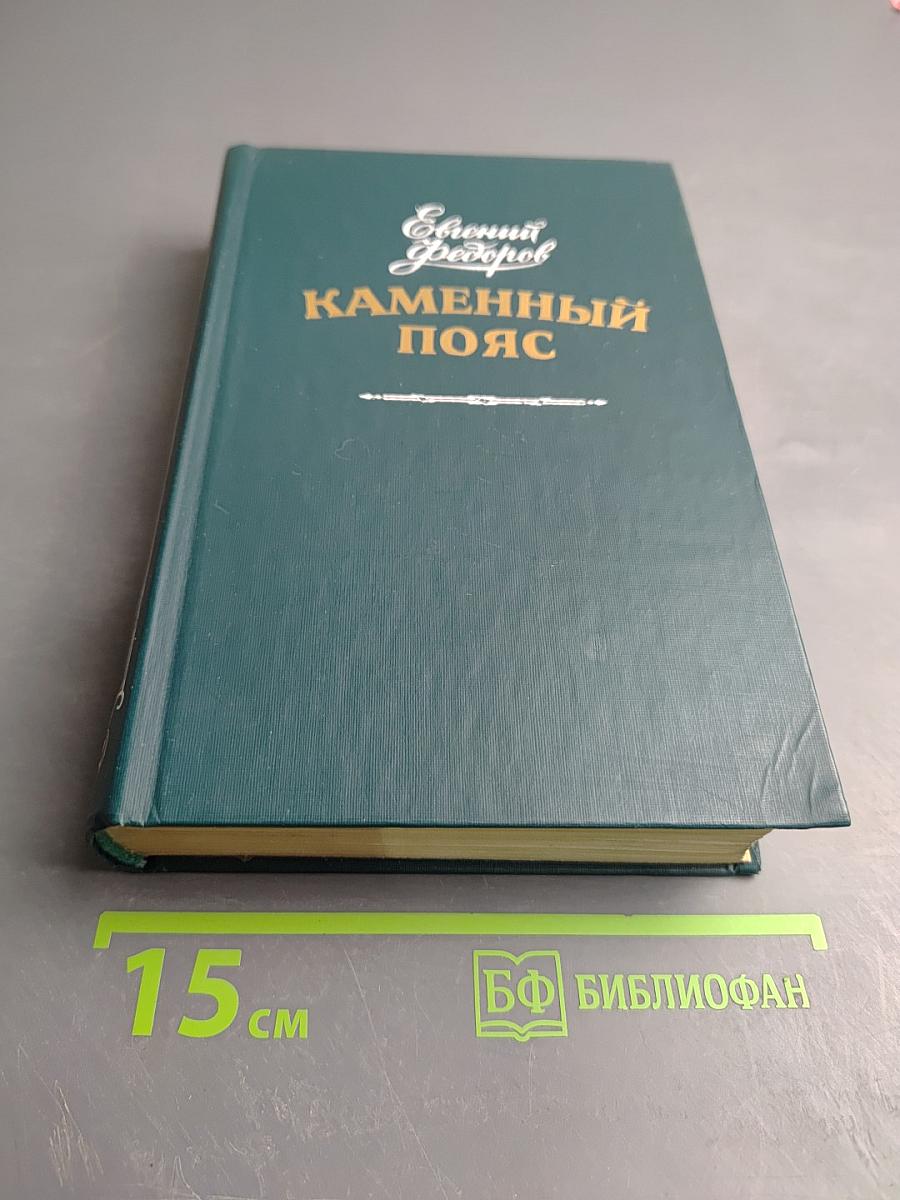 Евгений
Федоров
КАМЕННЫЙ
ПОЯС
15 см
БФ БИБЛИОФАН